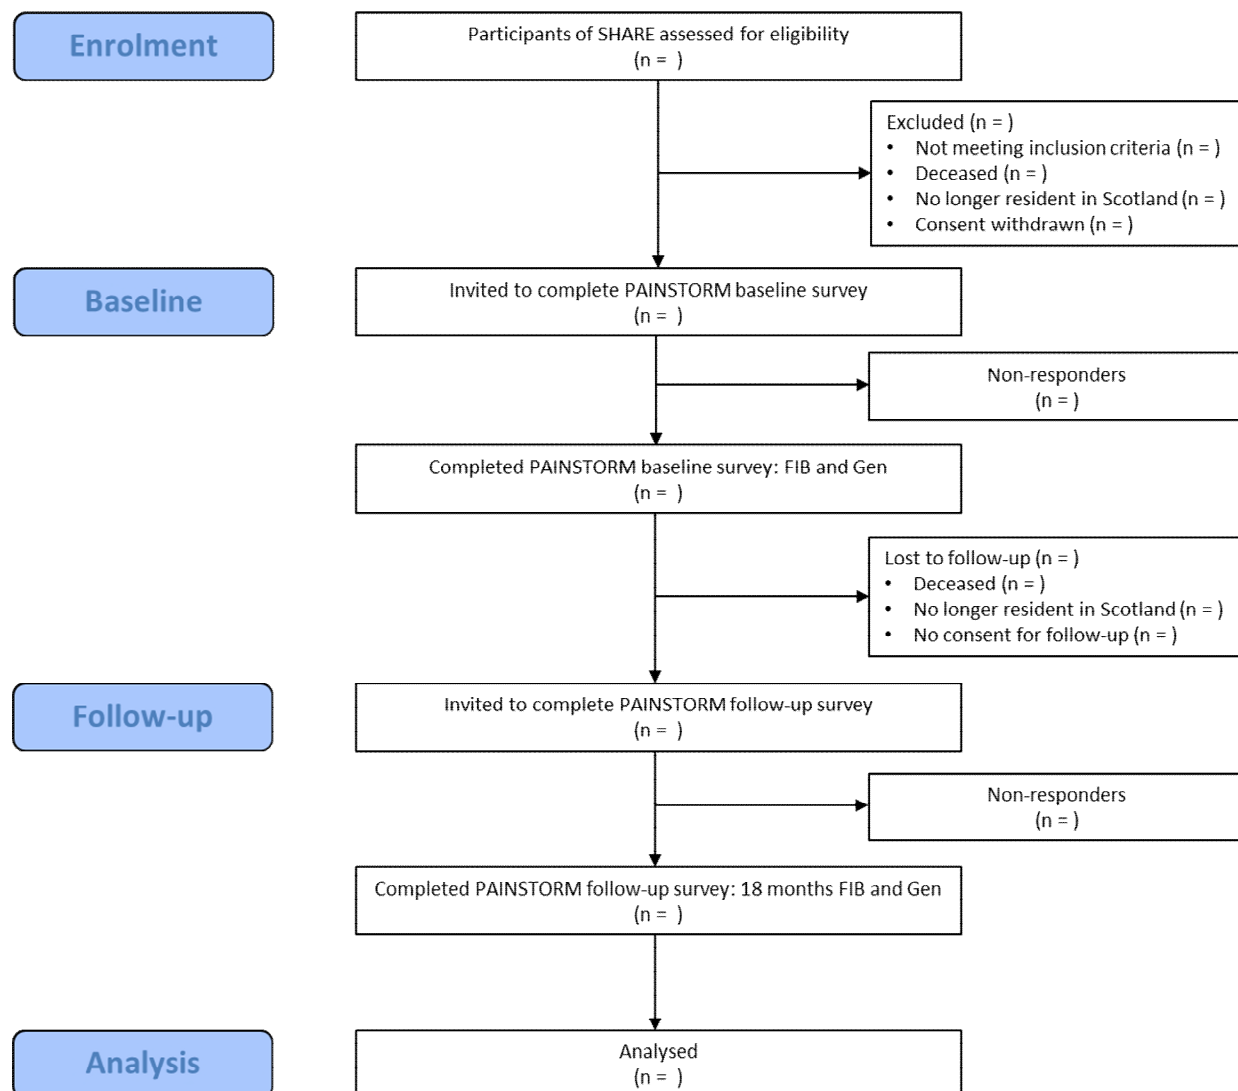 Enrolment
Participants of SHARE assessed for eligibility
(n =  )
Excluded (n = )
• Not meeting inclusion criteria (n = )
• Deceased (n = )
• No longer resident in Scotland (n = )
• Consent withdrawn (n = )
Baseline
Invited to complete PAINSTORM baseline survey
(n =  )
Non-responders
(n = )
Completed PAINSTORM baseline survey: FIB and Gen
(n =  )
Lost to follow-up (n = )
• Deceased (n = )
• No longer resident in Scotland (n = )
• No consent for follow-up (n = )
Follow-up
Invited to complete PAINSTORM follow-up survey
(n =  )
Non-responders
(n = )
Completed PAINSTORM follow-up survey: 18 months FIB and Gen
(n =  )
Analysis
Analysed
(n =  )